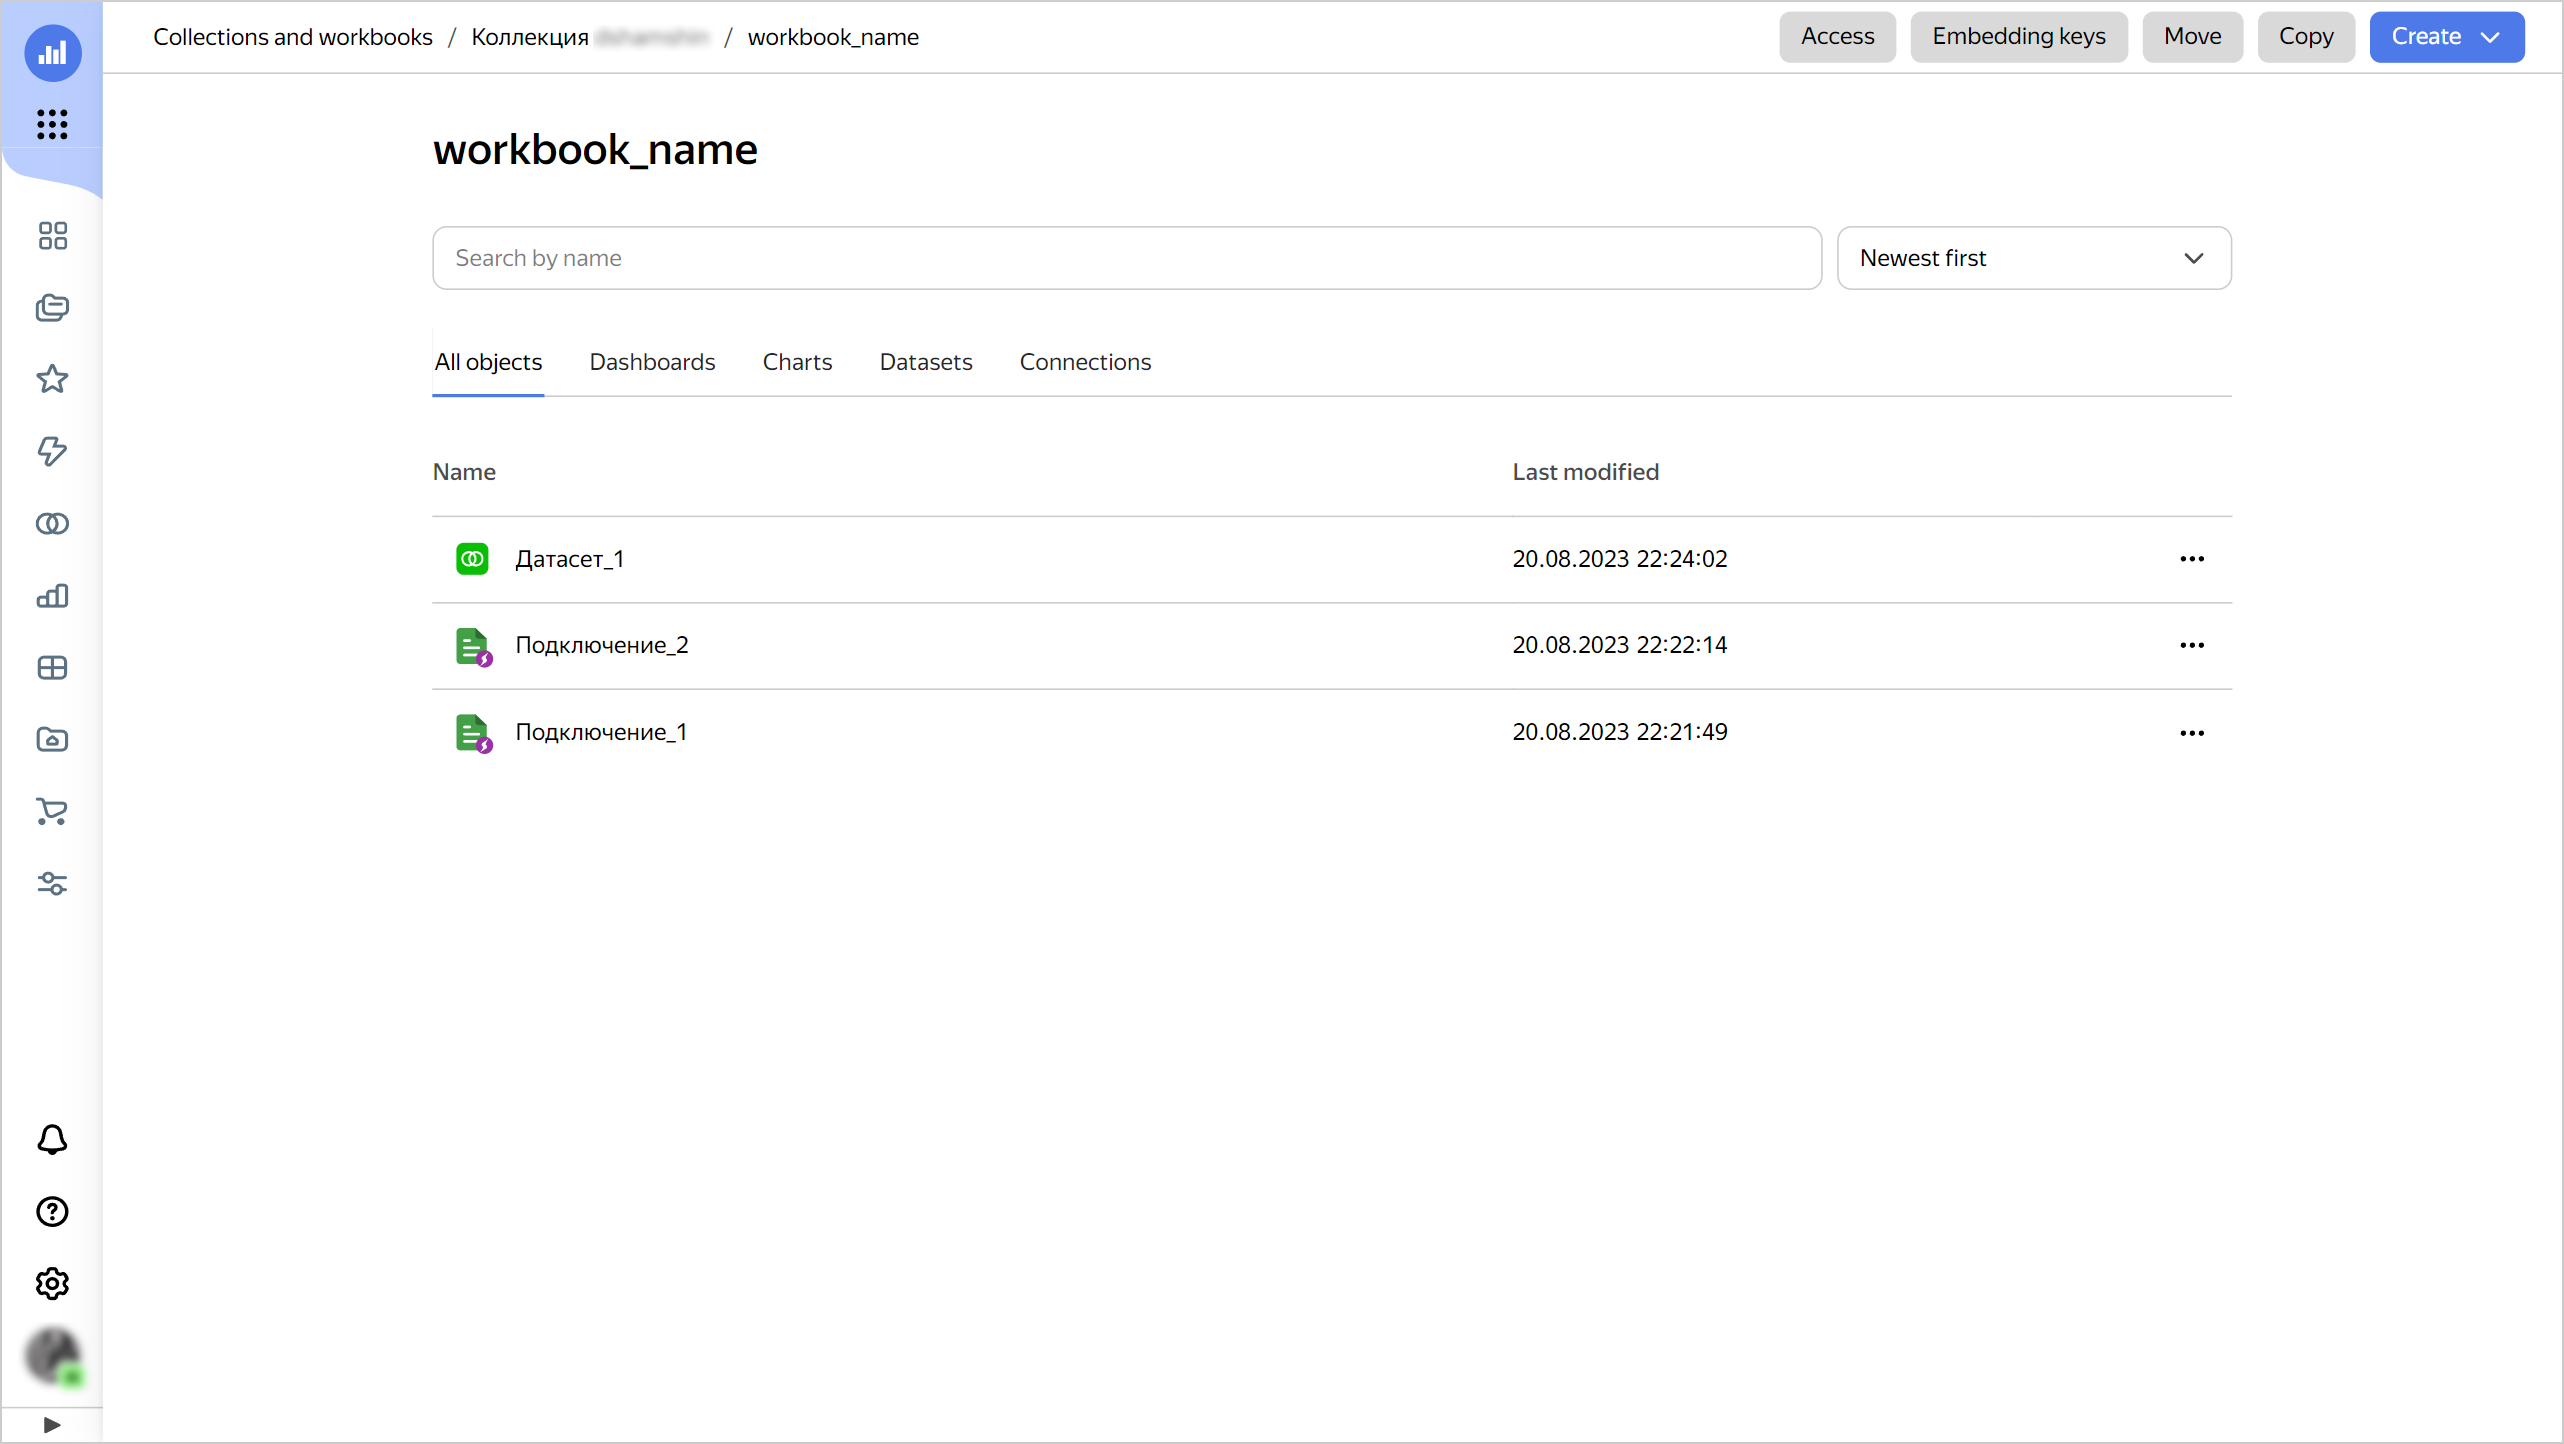 Collections and workbooks / Коллекция / workbook_name
Access
Embedding keys
Move
Copy
Create
workbook_name
Search by name
Newest first
All objects
Dashboards
Charts
Datasets
Connections
Name
Last modified
Датасет_1
20.08.2023 22:24:02
Подключение_2
20.08.2023 22:22:14
Подключение_1
20.08.2023 22:21:49